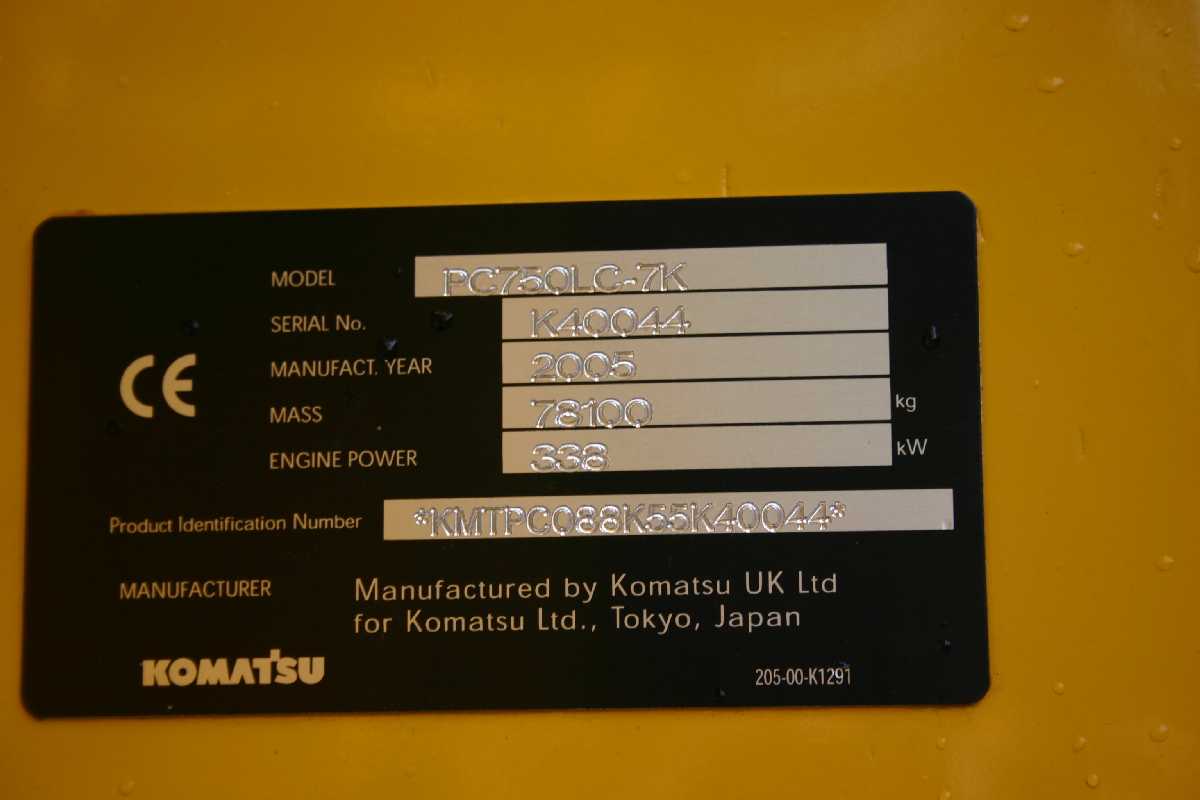 MODEL PC750LC-7K
SERIAL No. K40044
CE MANUFACT. YEAR 2005
MASS 78100 kg
ENGINE POWER 338 kW
Product Identification Number *KMTPC088K55K40044*
MANUFACTURER Manufactured by Komatsu UK Ltd
for Komatsu Ltd., Tokyo, Japan
KOMATSU 205-00-K1291